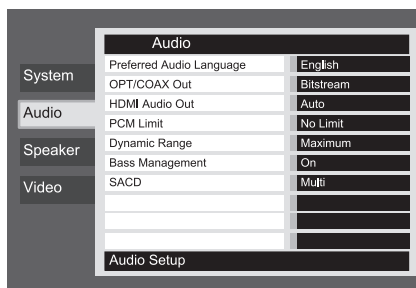 Audio
System
Audio
Speaker
Video
Preferred Audio Language English
OPT/COAX Out Bitstream
HDMI Audio Out Auto
PCM Limit No Limit
Dynamic Range Maximum
Bass Management On
SACD Multi
Audio Setup